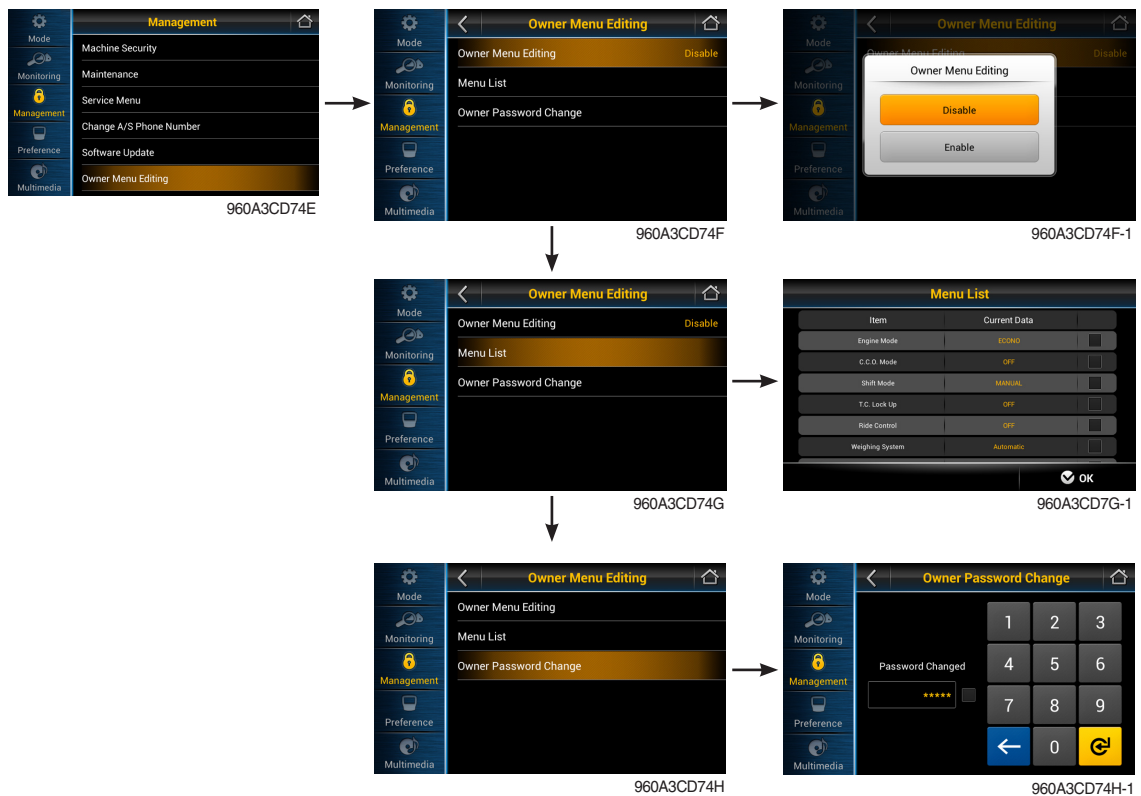 Mode
Monitoring
Management
Preference
Multimedia
Management
Machine Security
Maintenance
Service Menu
Change A/S Phone Number
Software Update
Owner Menu Editing
960A3CD74E
Mode
Monitoring
Management
Preference
Multimedia
Owner Menu Editing
Owner Menu Editing Disable
Menu List
Owner Password Change
960A3CD74F
Mode
Monitoring
Management
Preference
Multimedia
Owner Menu Editing
Owner Menu Editing Disable
Owner Menu Editing
Disable
Enable
960A3CD74F-1
Mode
Monitoring
Management
Preference
Multimedia
Owner Menu Editing
Owner Menu Editing Disable
Menu List
Owner Password Change
960A3CD74G
Menu List
Item Current Data
Engine Mode ECONO
C.C.O. Mode OFF
Shift Mode MANUAL
T.C. Lock Up OFF
Ride Control OFF
Weighing System Automatic
OK
960A3CD7G-1
Mode
Monitoring
Management
Preference
Multimedia
Owner Menu Editing
Owner Menu Editing
Menu List
Owner Password Change
960A3CD74H
Mode
Monitoring
Management
Preference
Multimedia
Owner Password Change
Password Changed
*****
1 2 3
4 5 6
7 8 9
0
960A3CD74H-1